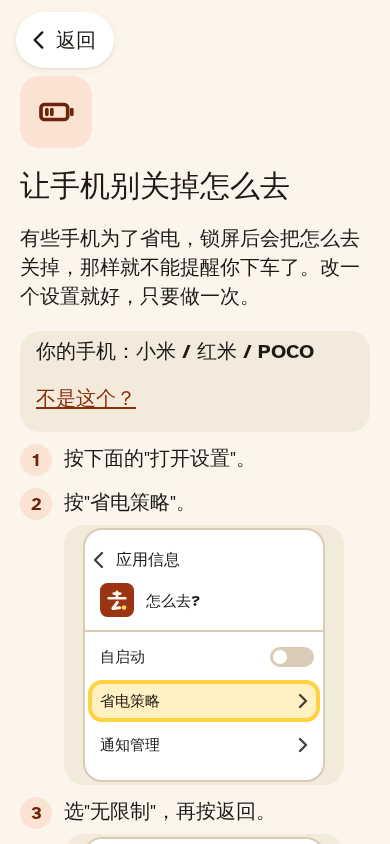 返回
让手机别关掉怎么去
有些手机为了省电，锁屏后会把怎么去
关掉，那样就不能提醒你下车了。改一
个设置就好，只要做一次。
你的手机：小米 / 红米 / POCO
不是这个？
1 按下面的"打开设置"。
2 按"省电策略"。
应用信息
去 怎么去?
自启动
省电策略
通知管理
3 选"无限制"，再按返回。